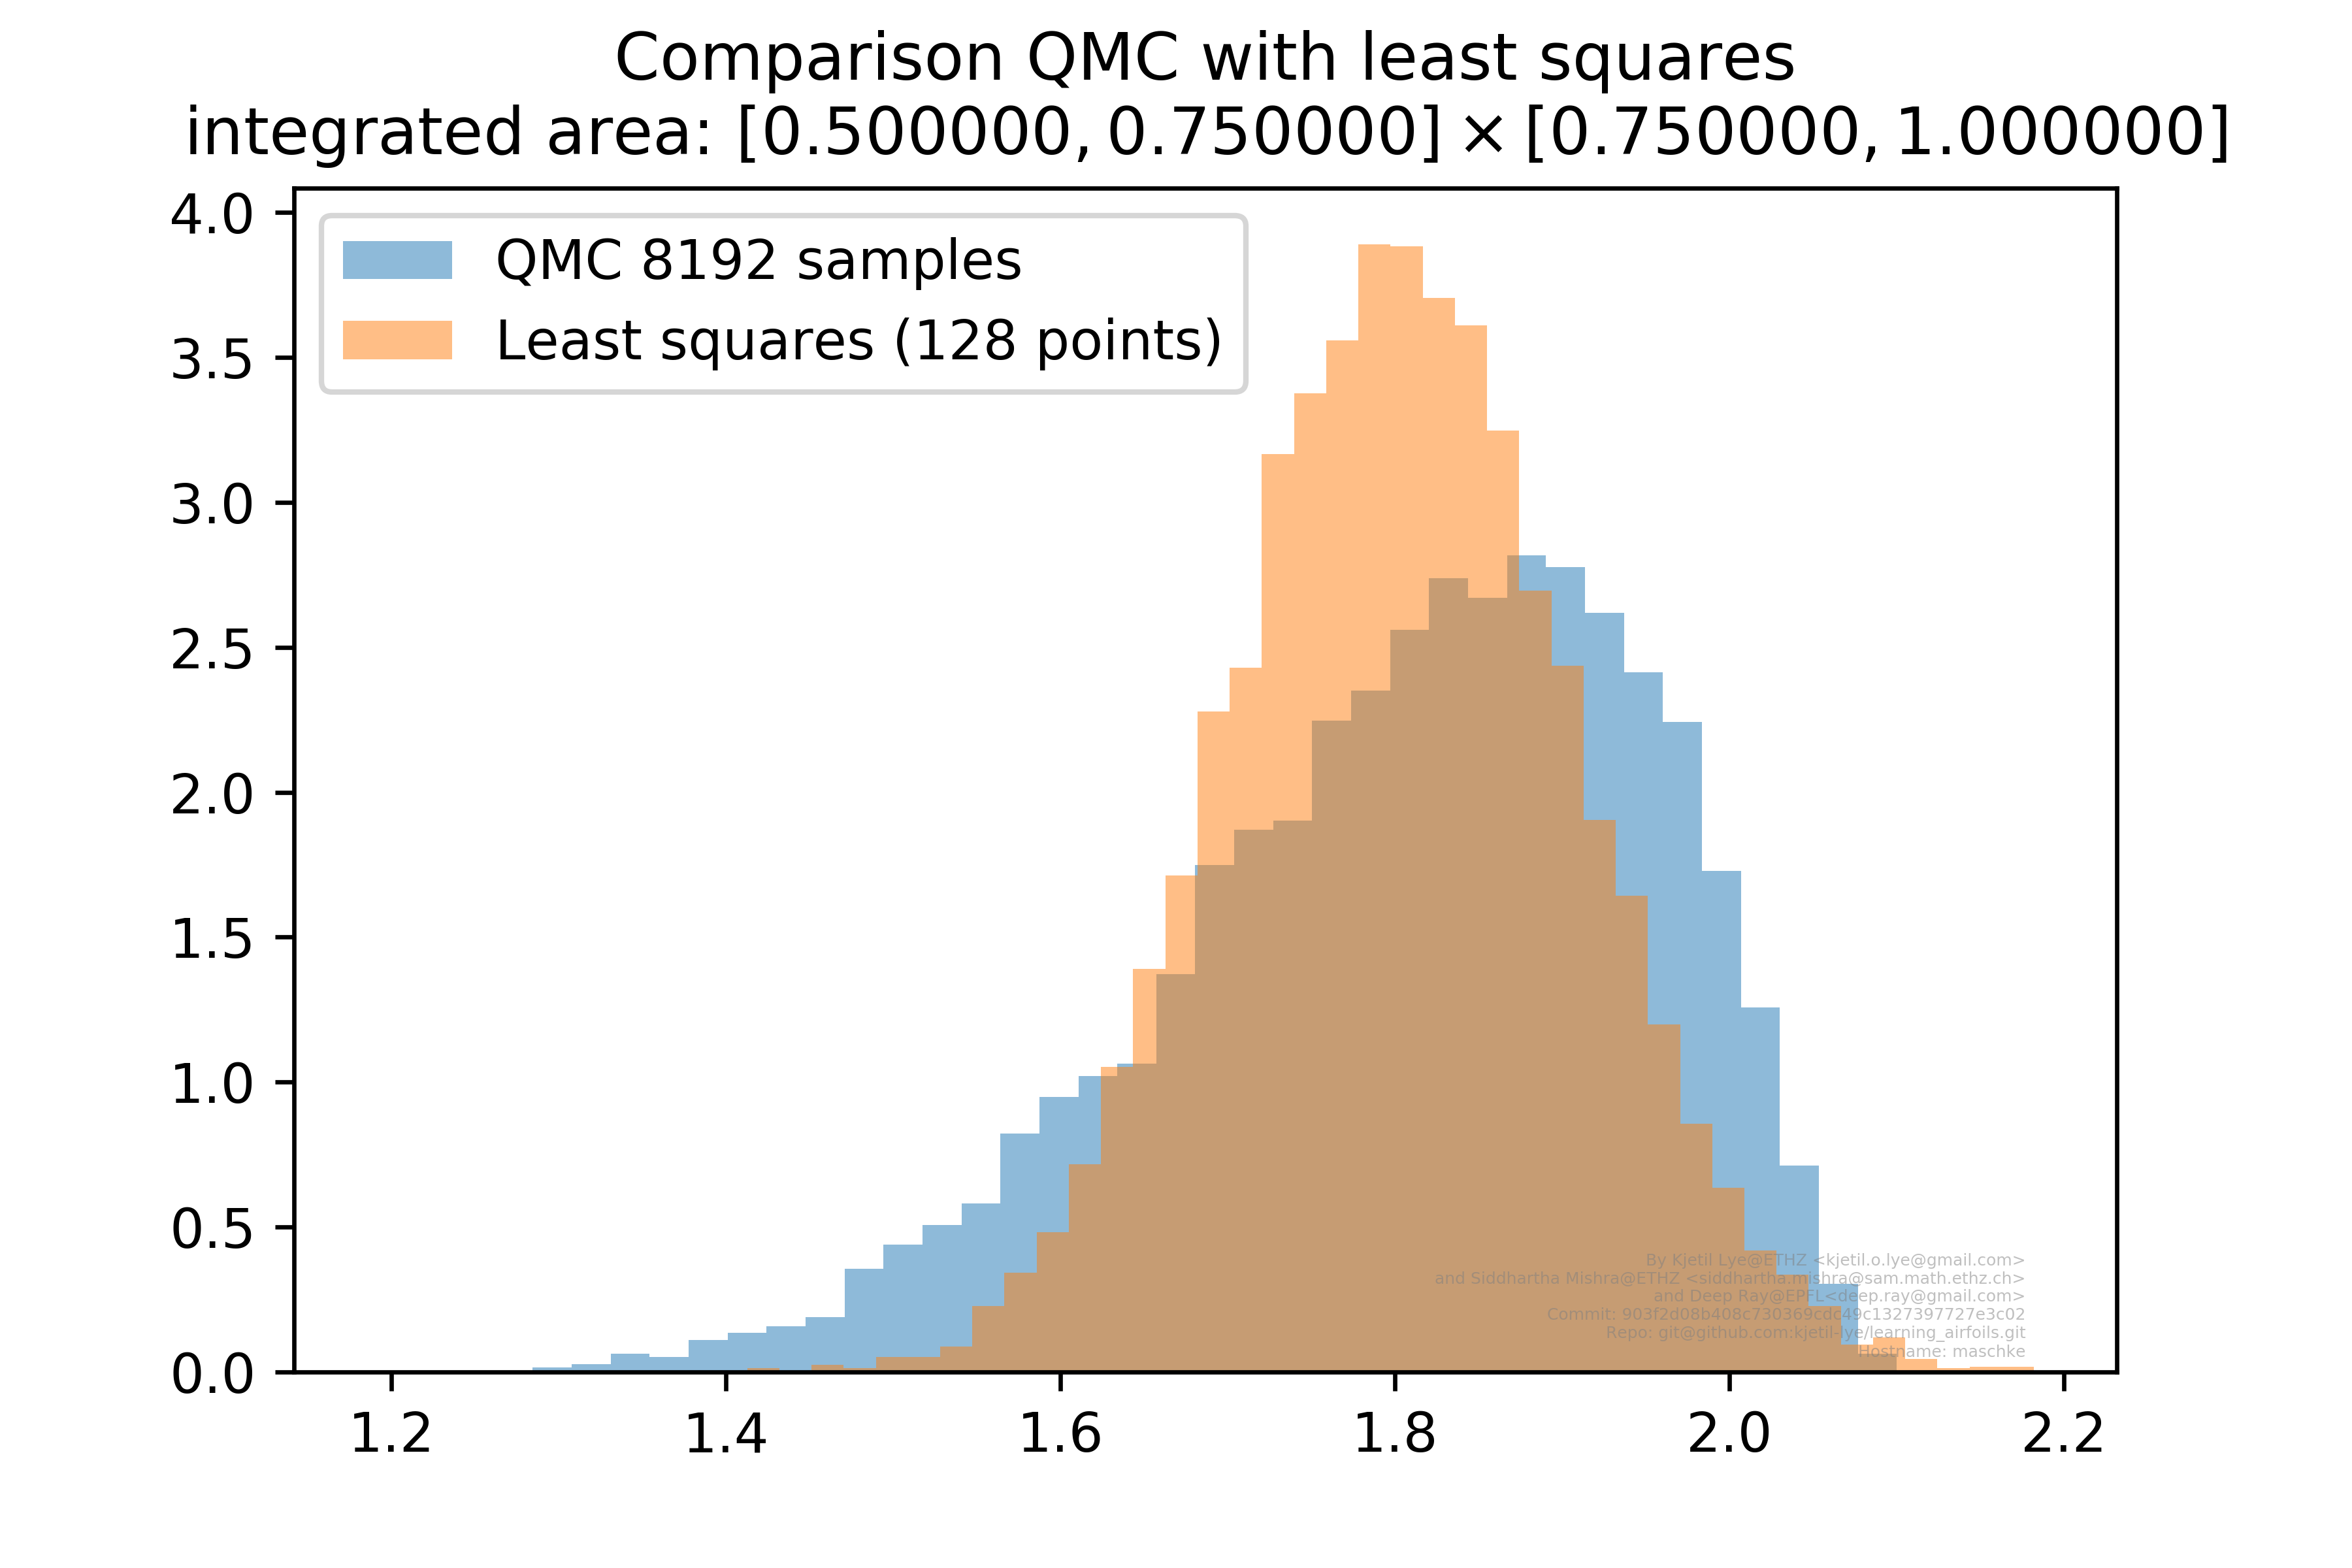 Comparison QMC with least squares
integrated area: [0.500000, 0.750000] × [0.750000, 1.000000]
QMC 8192 samples
Least squares (128 points)
4.0
3.5
3.0
2.5
2.0
1.5
1.0
0.5
0.0
By Kjetil Lye@ETHZ <kjetil.o.lye@gmail.com>
and Siddhartha Mishra@ETHZ <siddhartha.mishra@sam.math.ethz.ch>
and Deep Ray@EPFL<deep.ray@gmail.com>
Commit: 903f2d08b408c730369cdc49c1327397727e3c02
Repo: git@github.com:kjetil-lye/learning_airfoils.git
Hostname: maschke
1.2 1.4 1.6 1.8 2.0 2.2